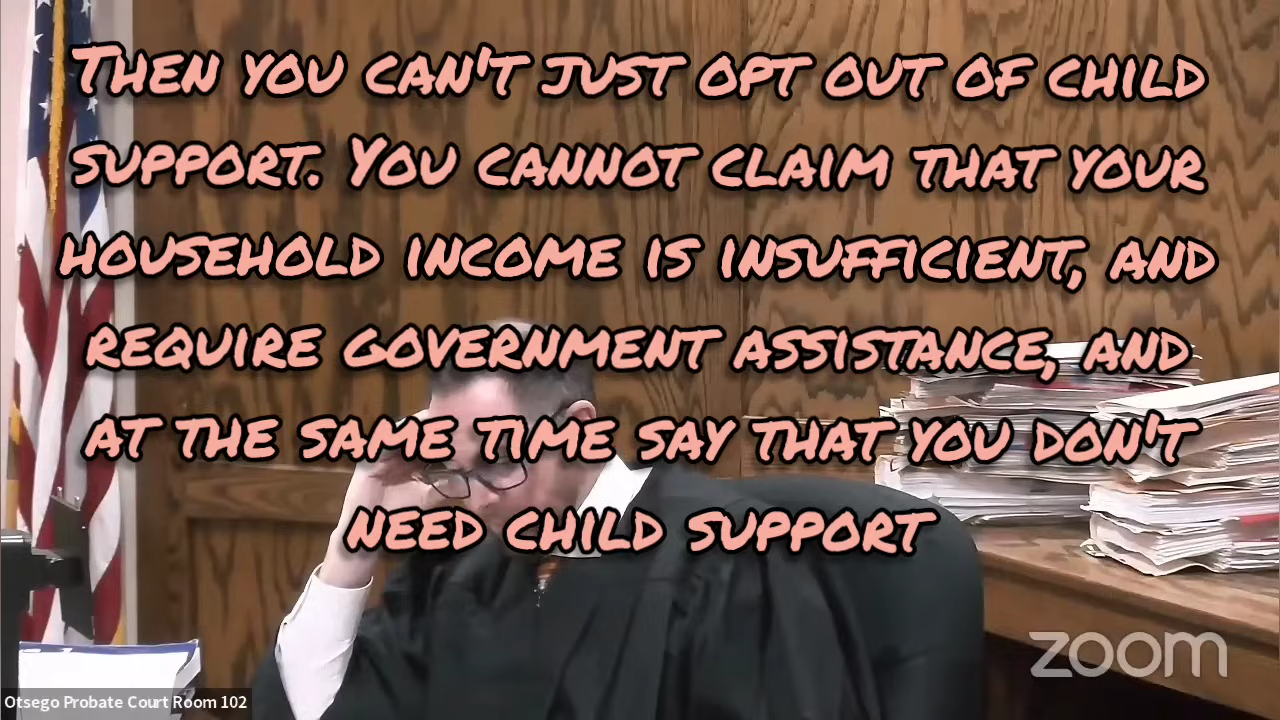 Then you can't just opt out of child
support. You cannot claim that your
household income is insufficient, and
require government assistance, and
at the same time say that you don't
need child support
zoom
Otsego Probate Court Room 102